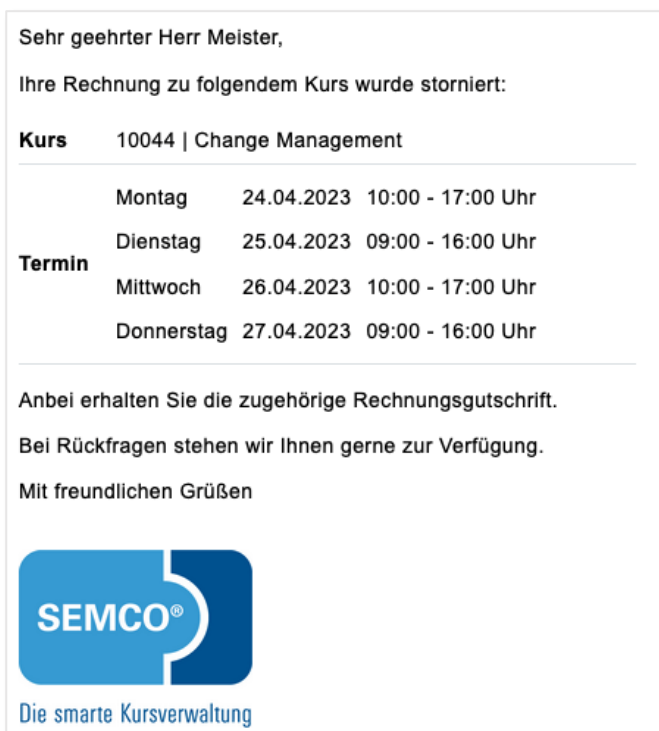 Sehr geehrter Herr Meister,
Ihre Rechnung zu folgendem Kurs wurde storniert:
Kurs 10044 | Change Management
Termin
Montag 24.04.2023 10:00 - 17:00 Uhr
Dienstag 25.04.2023 09:00 - 16:00 Uhr
Mittwoch 26.04.2023 10:00 - 17:00 Uhr
Donnerstag 27.04.2023 09:00 - 16:00 Uhr
Anbei erhalten Sie die zugehörige Rechnungsgutschrift.
Bei Rückfragen stehen wir Ihnen gerne zur Verfügung.
Mit freundlichen Grüßen
SEMCO®
Die smarte Kursverwaltung